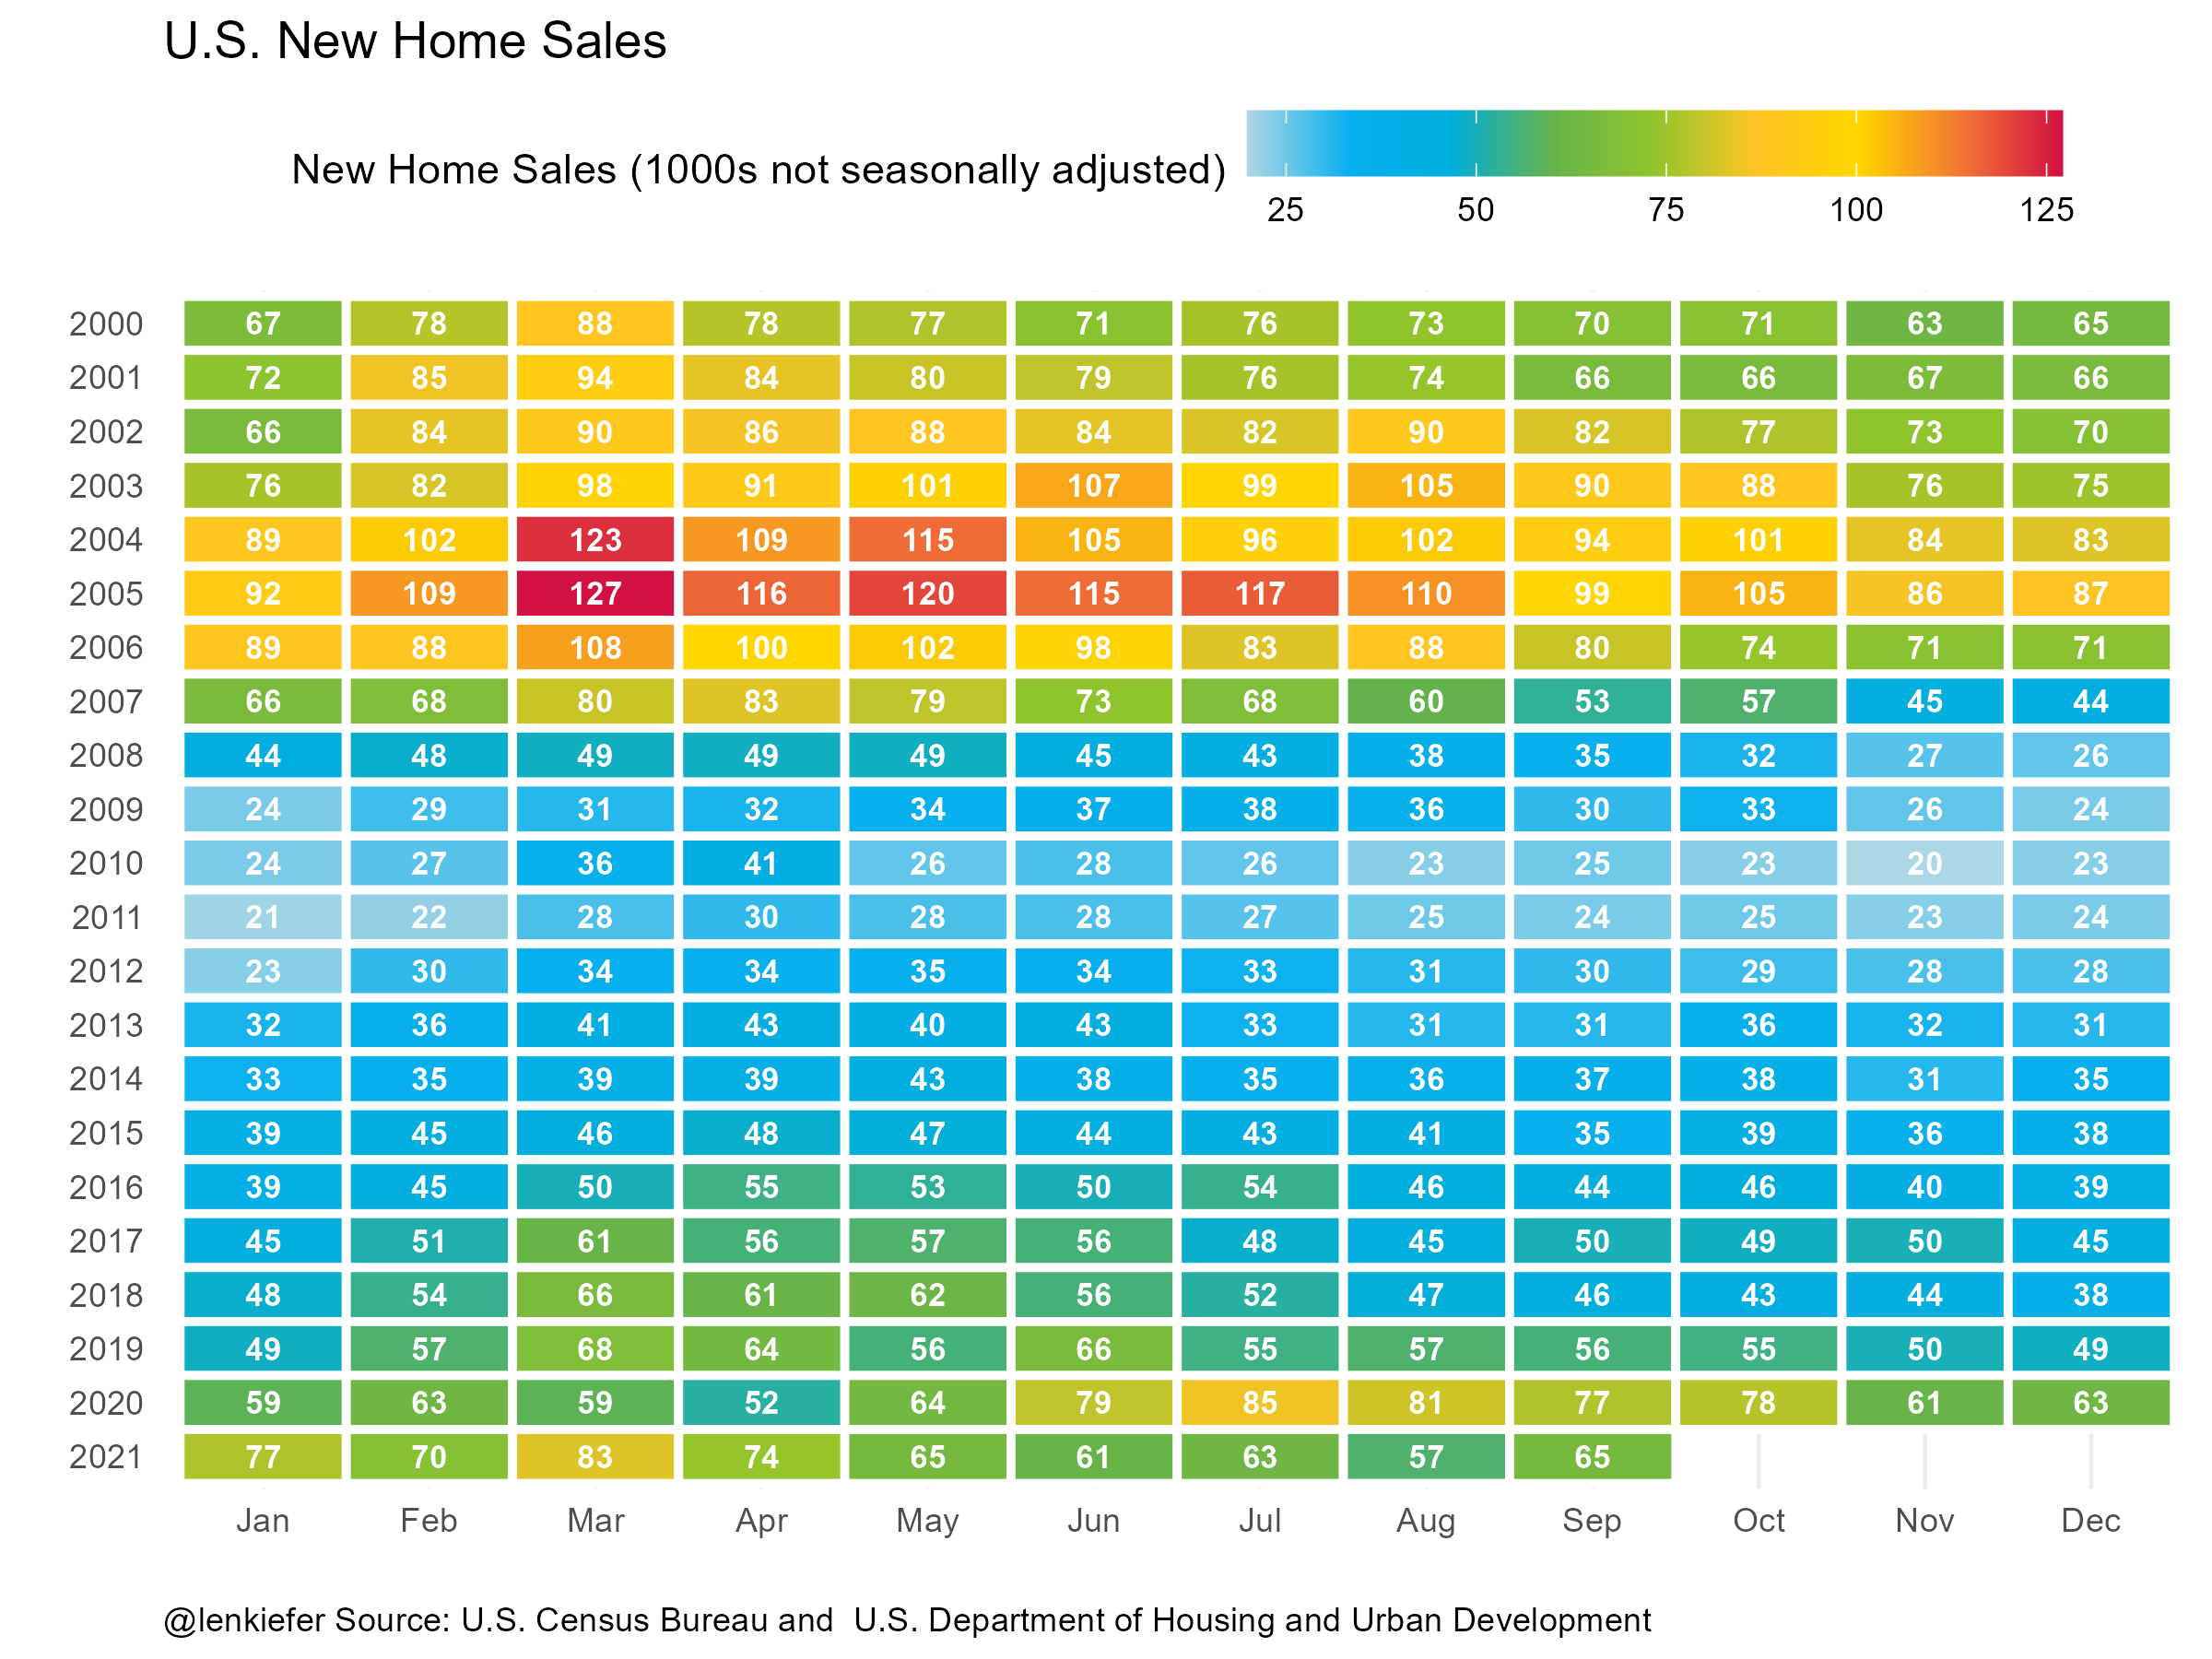 U.S. New Home Sales
New Home Sales (1000s not seasonally adjusted)
25 50 75 100 125
2000 67 78 88 78 77 71 76 73 70 71 63 65
2001 72 85 94 84 80 79 76 74 66 66 67 66
2002 66 84 90 86 88 84 82 90 82 77 73 70
2003 76 82 98 91 101 107 99 105 90 88 76 75
2004 89 102 123 109 115 105 96 102 94 101 84 83
2005 92 109 127 116 120 115 117 110 99 105 86 87
2006 89 88 108 100 102 98 83 88 80 74 71 71
2007 66 68 80 83 79 73 68 60 53 57 45 44
2008 44 48 49 49 49 45 43 38 35 32 27 26
2009 24 29 31 32 34 37 38 36 30 33 26 24
2010 24 27 36 41 26 28 26 23 25 23 20 23
2011 21 22 28 30 28 28 27 25 24 25 23 24
2012 23 30 34 34 35 34 33 31 30 29 28 28
2013 32 36 41 43 40 43 33 31 31 36 32 31
2014 33 35 39 39 43 38 35 36 37 38 31 35
2015 39 45 46 48 47 44 43 41 35 39 36 38
2016 39 45 50 55 53 50 54 46 44 46 40 39
2017 45 51 61 56 57 56 48 45 50 49 50 45
2018 48 54 66 61 62 56 52 47 46 43 44 38
2019 49 57 68 64 56 66 55 57 56 55 50 49
2020 59 63 59 52 64 79 85 81 77 78 61 63
2021 77 70 83 74 65 61 63 57 65
Jan Feb Mar Apr May Jun Jul Aug Sep Oct Nov Dec
@lenkiefer Source: U.S. Census Bureau and  U.S. Department of Housing and Urban Development